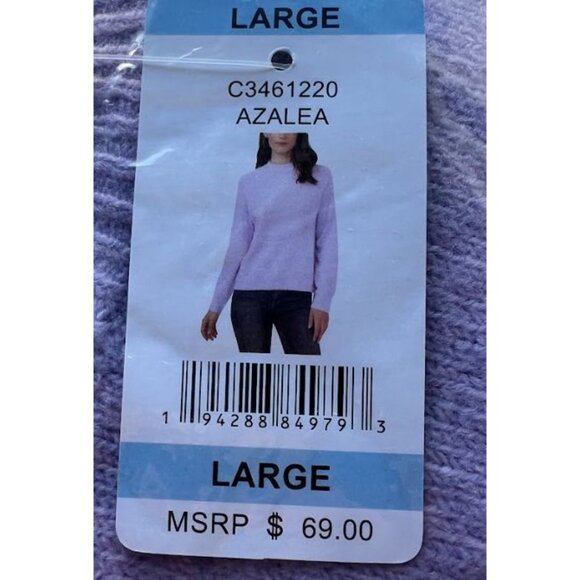 LARGE
C3461220
AZALEA
1 94288 84979 3
LARGE
MSRP $ 69.00